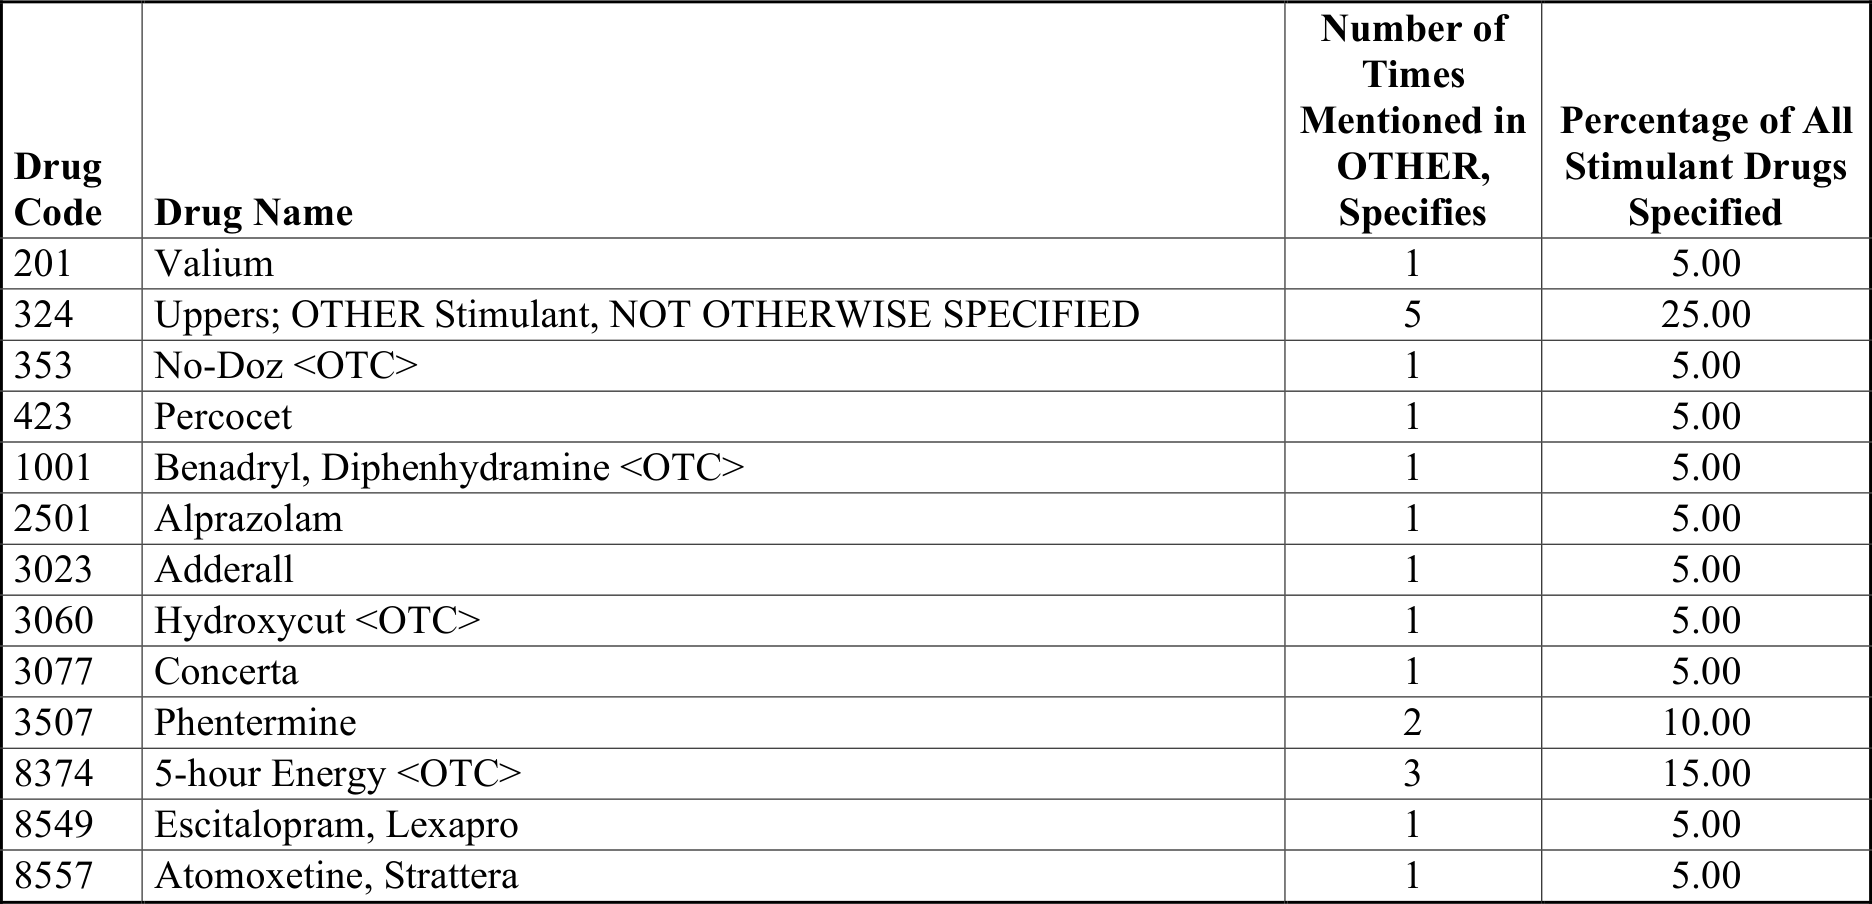 Drug Code | Drug Name | Number of Times Mentioned in OTHER, Specifies | Percentage of All Stimulant Drugs Specified
201 | Valium | 1 | 5.00
324 | Uppers; OTHER Stimulant, NOT OTHERWISE SPECIFIED | 5 | 25.00
353 | No-Doz <OTC> | 1 | 5.00
423 | Percocet | 1 | 5.00
1001 | Benadryl, Diphenhydramine <OTC> | 1 | 5.00
2501 | Alprazolam | 1 | 5.00
3023 | Adderall | 1 | 5.00
3060 | Hydroxycut <OTC> | 1 | 5.00
3077 | Concerta | 1 | 5.00
3507 | Phentermine | 2 | 10.00
8374 | 5-hour Energy <OTC> | 3 | 15.00
8549 | Escitalopram, Lexapro | 1 | 5.00
8557 | Atomoxetine, Strattera | 1 | 5.00